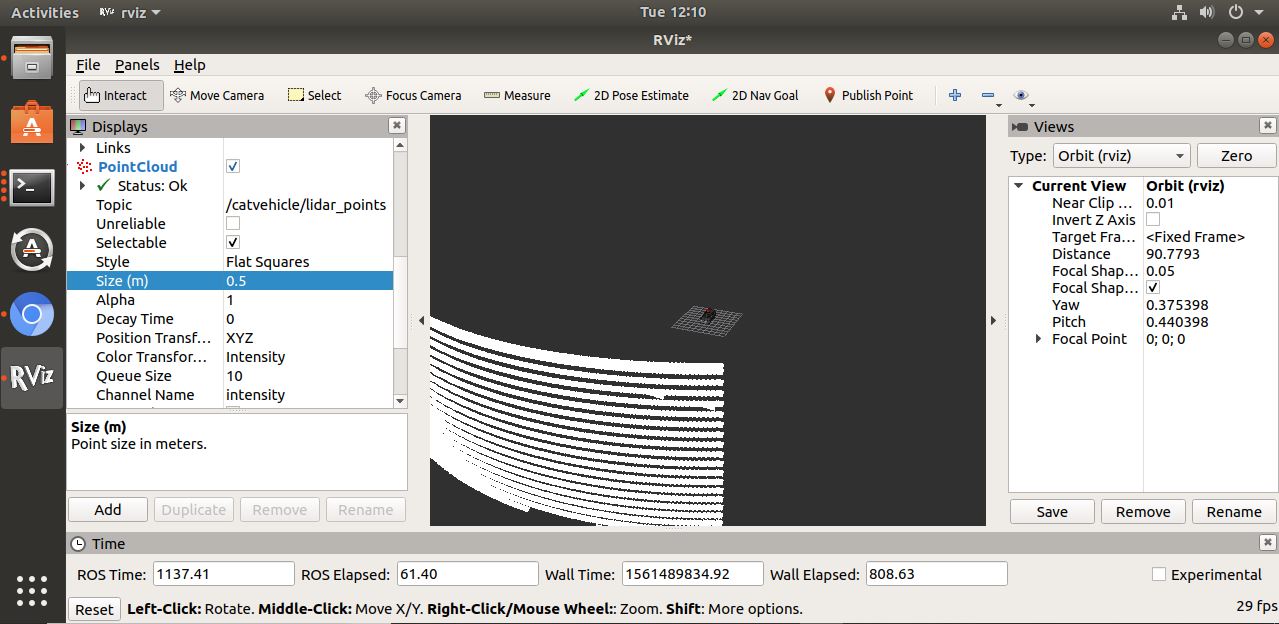 Activities RViz rviz Tue 12:10
RViz*
File Panels Help
Interact Move Camera Select Focus Camera Measure 2D Pose Estimate 2D Nav Goal Publish Point
Displays
Links
PointCloud
Status: Ok
Topic /catvehicle/lidar_points
Unreliable
Selectable
Style Flat Squares
Size (m) 0.5
Alpha 1
Decay Time 0
Position Transf… XYZ
Color Transfor… Intensity
Queue Size 10
Channel Name intensity
Size (m)
Point size in meters.
Add Duplicate Remove Rename
Views
Type: Orbit (rviz) Zero
Current View Orbit (rviz)
Near Clip … 0.01
Invert Z Axis
Target Fra… <Fixed Frame>
Distance 90.7793
Focal Shap… 0.05
Focal Shap…
Yaw 0.375398
Pitch 0.440398
Focal Point 0; 0; 0
Save Remove Rename
RViz
Time
ROS Time: 1137.41 ROS Elapsed: 61.40 Wall Time: 1561489834.92 Wall Elapsed: 808.63 Experimental
Reset Left-Click: Rotate. Middle-Click: Move X/Y. Right-Click/Mouse Wheel:: Zoom. Shift: More options. 29 fps